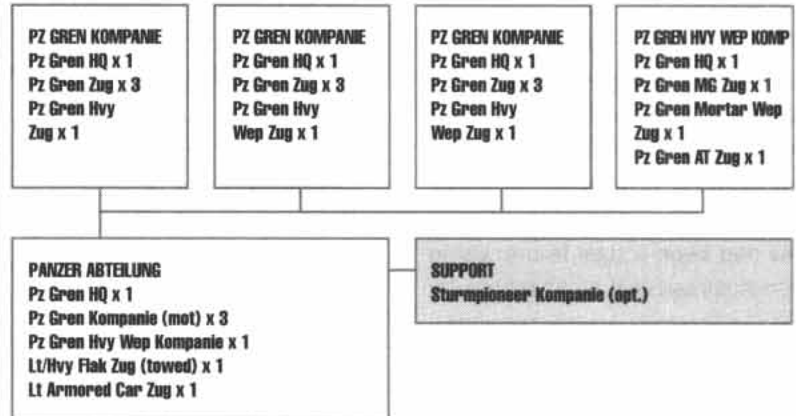 PZ GREN KOMPANIE
Pz Gren HQ x 1
Pz Gren Zug x 3
Pz Gren Hvy
Zug x 1
PZ GREN KOMPANIE
Pz Gren HQ x 1
Pz Gren Zug x 3
Pz Gren Hvy
Wep Zug x 1
PZ GREN KOMPANIE
Pz Gren HQ x 1
Pz Gren Zug x 3
Pz Gren Hvy
Wep Zug x 1
PZ GREN HVY WEP KOMP
Pz Gren HQ x 1
Pz Gren MG Zug x 1
Pz Gren Mortar Wep
Zug x 1
Pz Gren AT Zug x 1
PANZER ABTEILUNG
Pz Gren HQ x 1
Pz Gren Kompanie (mot) x 3
Pz Gren Hvy Wep Kompanie x 1
Lt/Hvy Flak Zug (towed) x 1
Lt Armored Car Zug x 1
SUPPORT
Sturmpioneer Kompanie (opt.)